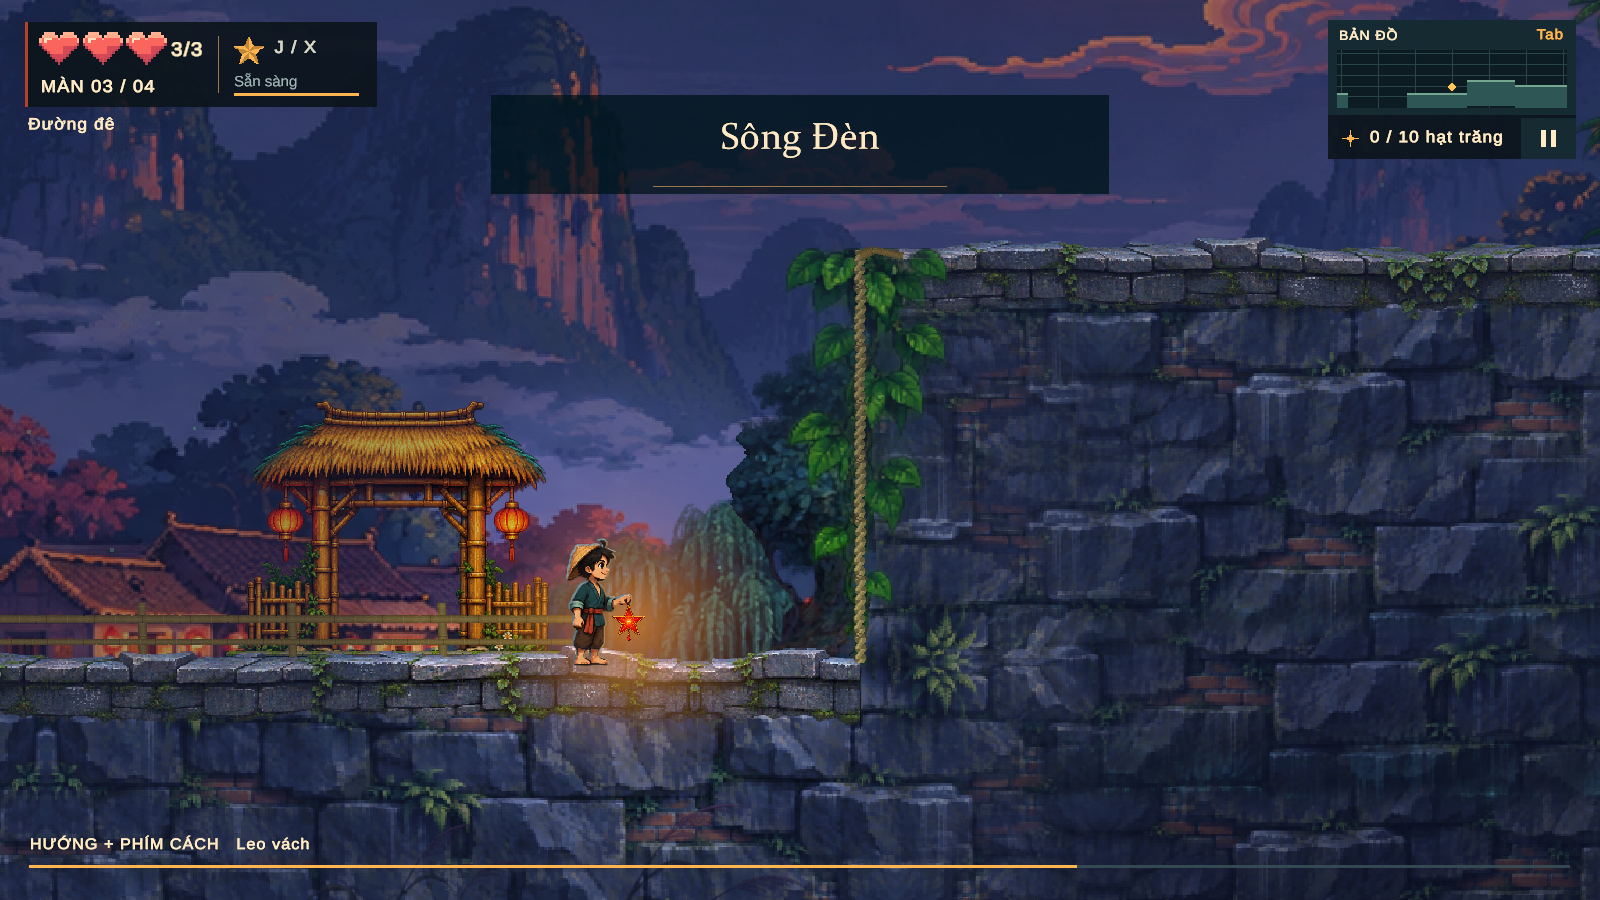 3/3
J / X
Sẵn sàng
MÀN 03 / 04
Đường đê
Sông Đèn
BẢN ĐỒ
Tab
0 / 10 hạt trăng
HƯỚNG + PHÍM CÁCH Leo vách